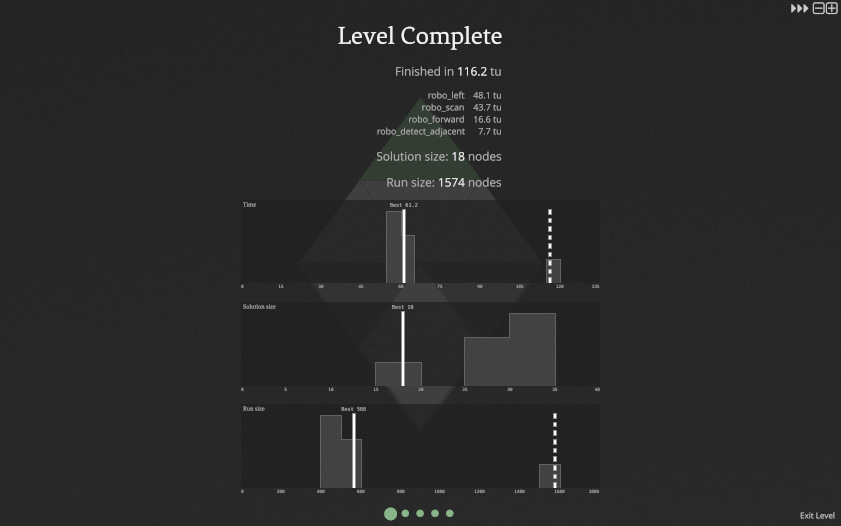 Level Complete
Finished in 116.2 tu
robo_left 48.1 tu
robo_scan 43.7 tu
robo_forward 16.6 tu
robo_detect_adjacent 7.7 tu
Solution size: 18 nodes
Run size: 1574 nodes
Time
Best 61.2
0 15 30 45 60 75 90 105 120 135
Solution size
Best 18
0 5 10 15 20 25 30 35 40
Run size
Best 566
0 200 400 600 800 1000 1200 1400 1600 1800
Exit Level